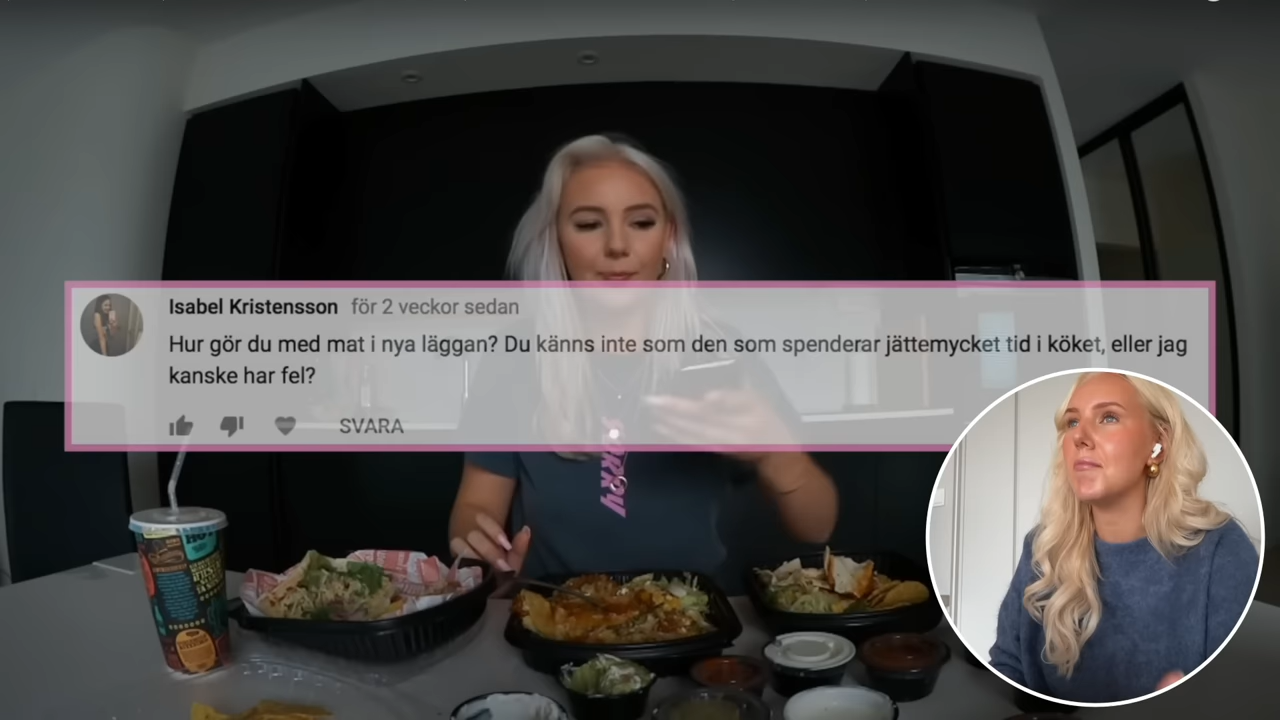 Isabel Kristensson för 2 veckor sedan
Hur gör du med mat i nya läggan? Du känns inte som den som spenderar jättemycket tid i köket, eller jag
kanske har fel?
SVARA